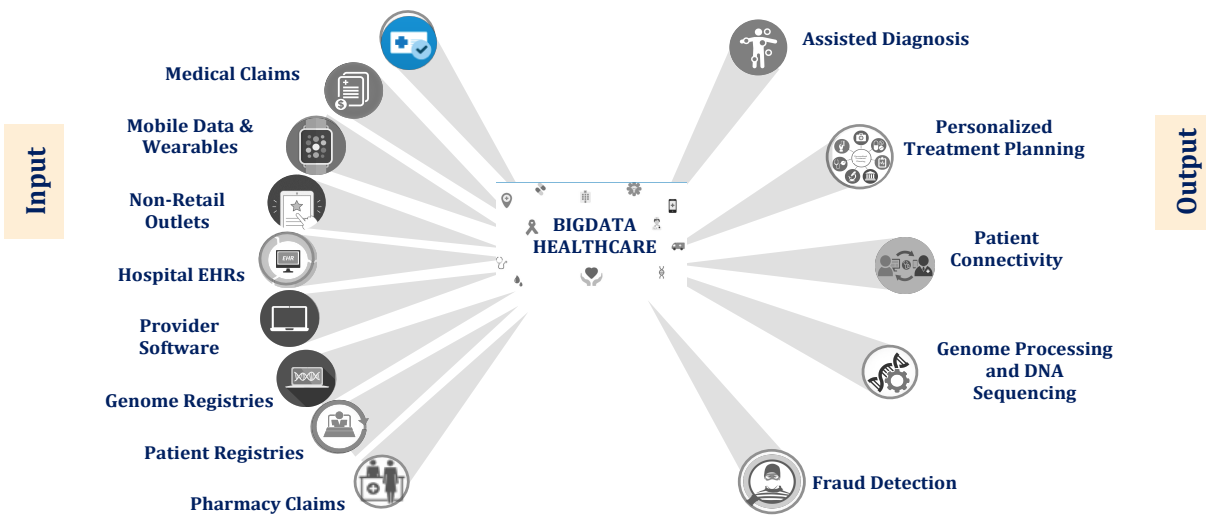 Input
Medical Claims
Mobile Data &
Wearables
Non-Retail
Outlets
Hospital EHRs
EHR
Provider
Software
Genome Registries
Patient Registries
Pharmacy Claims
BIGDATA
HEALTHCARE
Assisted Diagnosis
Personalized
Treatment Planning
Patient
Connectivity
Genome Processing
and DNA
Sequencing
Fraud Detection
Output